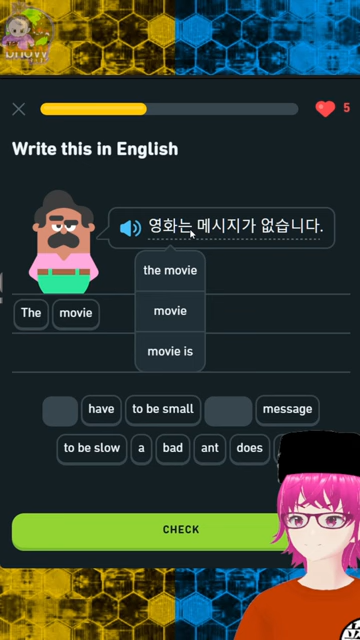 5
Write this in English
영화는 메시지가 없습니다.
the movie
movie
movie is
The movie
have to be small message
to be slow a bad ant does
CHECK